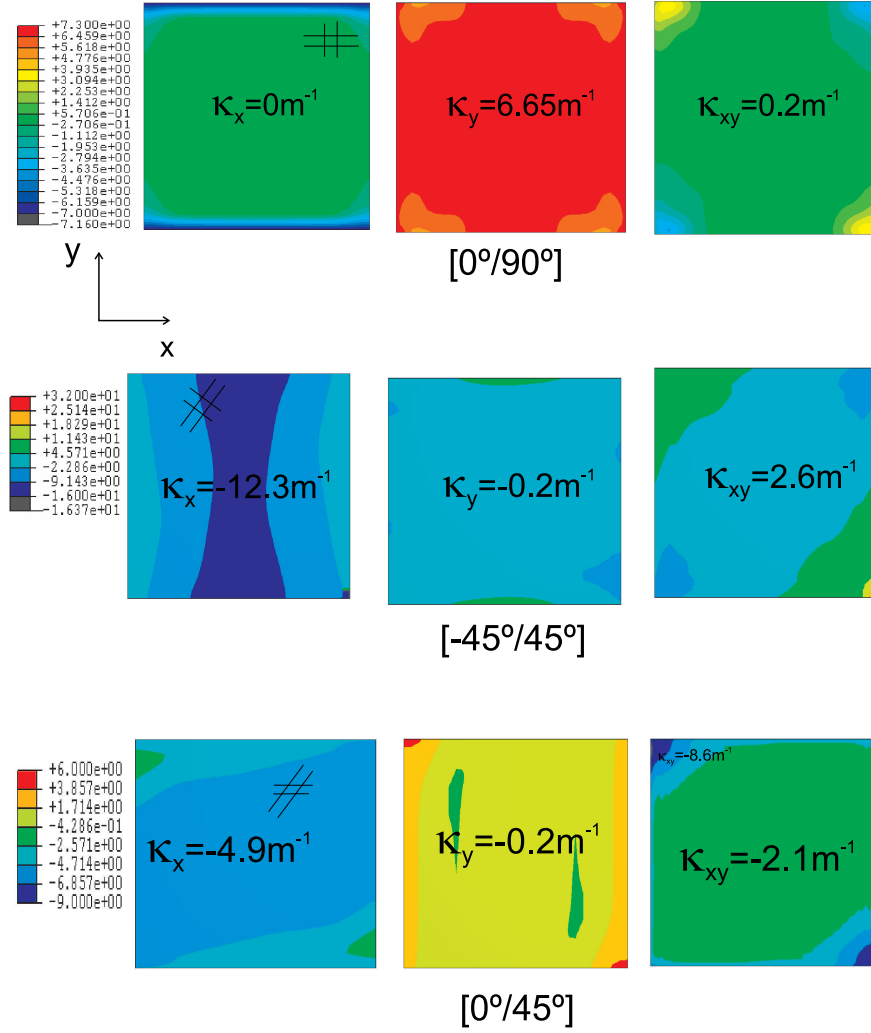 +7.300e+00
+6.459e+00
+5.618e+00
+4.776e+00
+3.935e+00
+3.094e+00
+2.253e+00
+1.412e+00
+5.706e-01
-2.706e-01
-1.112e+00
-1.953e+00
-2.794e+00
-3.635e+00
-4.476e+00
-5.318e+00
-7.000e+00
-7.160e+00
κx=0m-1
κy=6.65m-1
κxy=0.2m-1
[0º/90º]
y
x
+3.200e+01
+2.514e+01
+1.829e+01
+1.143e+01
+4.571e+00
-2.286e+00
-9.143e+00
-1.600e+01
-1.637e+01
κx=-12.3m-1
κy=-0.2m-1
κxy=2.6m-1
[-45º/45º]
+6.000e+00
+3.857e+00
+1.714e+00
-4.286e-01
-2.571e+00
-4.714e+00
-6.857e+00
-9.000e+00
κx=-4.9m-1
κy=-0.2m-1
κxy=-8.6m-1
κxy=-2.1m-1
[0º/45º]